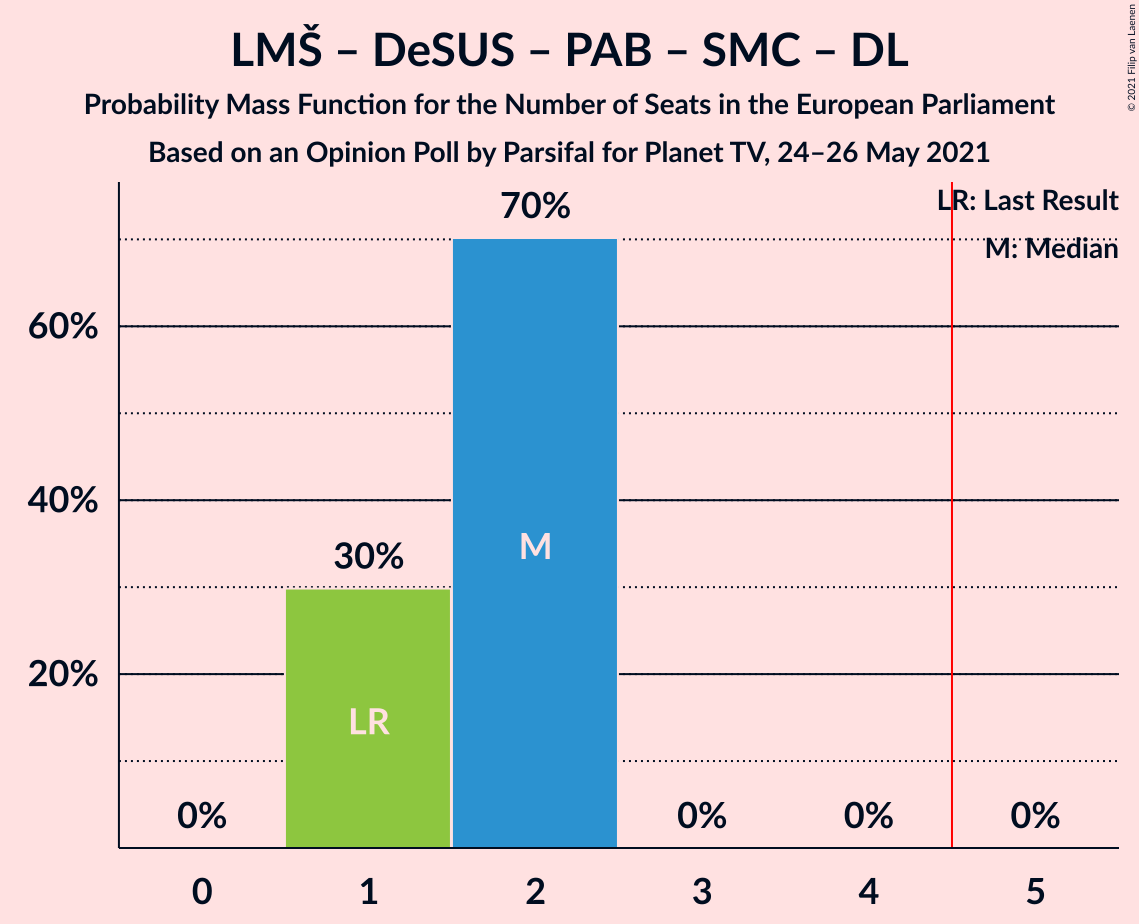 LMŠ – DeSUS – PAB – SMC – DL
Probability Mass Function for the Number of Seats in the European Parliament
Based on an Opinion Poll by Parsifal for Planet TV, 24–26 May 2021
© 2021 Filip van Laenen
LR: Last Result
M: Median
70%
60%
40%
30%
20%
M
LR
0%
0%
0%
0%
0
1
2
3
4
5